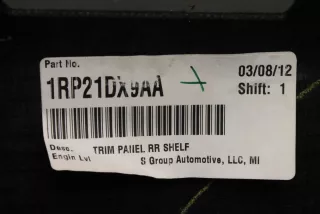 Part No.
1RP21DX9AA
03/08/12
Shift: 1
Desc. TRIM PANEL RR SHELF
Engin Lvl S Group Automotive, LLC, MI